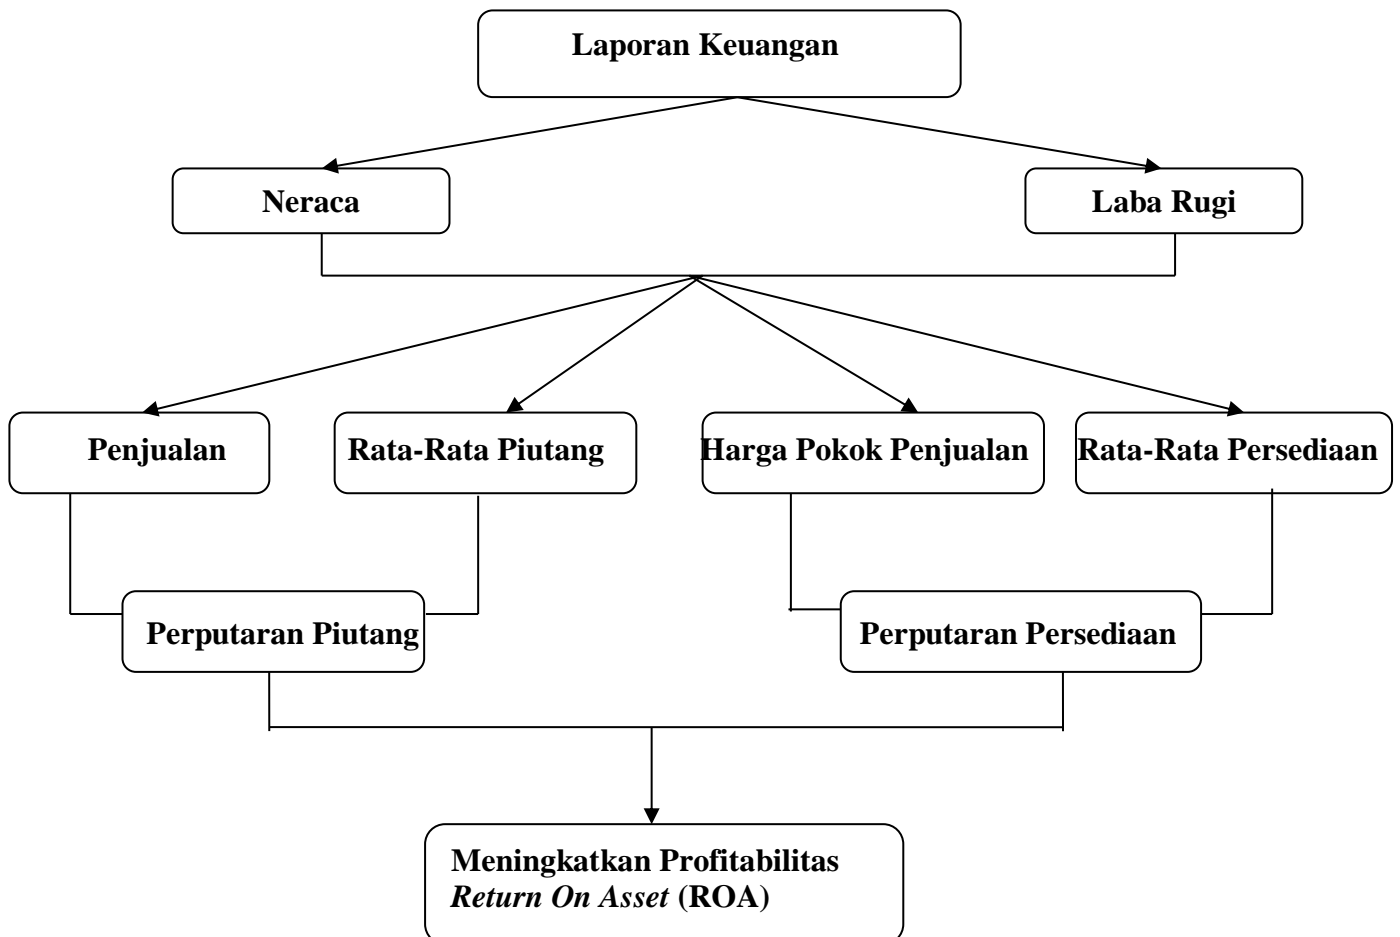 Laporan Keuangan
Neraca
Laba Rugi
Penjualan
Rata-Rata Piutang
Harga Pokok Penjualan
Rata-Rata Persediaan
Perputaran Piutang
Perputaran Persediaan
Meningkatkan Profitabilitas
Return On Asset (ROA)